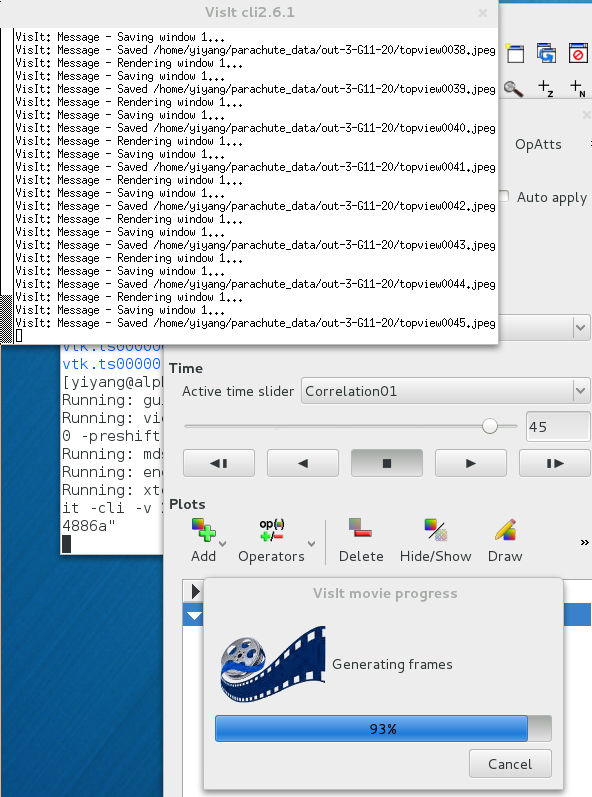 VisIt cli2.6.1
VisIt: Message - Saving window 1...
VisIt: Message - Saved /home/yiyang/parachute_data/out-3-G11-20/topview0038.jpeg
VisIt: Message - Rendering window 1...
VisIt: Message - Saving window 1...
VisIt: Message - Saved /home/yiyang/parachute_data/out-3-G11-20/topview0039.jpeg
VisIt: Message - Rendering window 1...
VisIt: Message - Saving window 1...
VisIt: Message - Saved /home/yiyang/parachute_data/out-3-G11-20/topview0040.jpeg
VisIt: Message - Rendering window 1...
VisIt: Message - Saving window 1...
VisIt: Message - Saved /home/yiyang/parachute_data/out-3-G11-20/topview0041.jpeg
VisIt: Message - Rendering window 1...
VisIt: Message - Saving window 1...
VisIt: Message - Saved /home/yiyang/parachute_data/out-3-G11-20/topview0042.jpeg
VisIt: Message - Rendering window 1...
VisIt: Message - Saving window 1...
VisIt: Message - Saved /home/yiyang/parachute_data/out-3-G11-20/topview0043.jpeg
VisIt: Message - Rendering window 1...
VisIt: Message - Saving window 1...
VisIt: Message - Saved /home/yiyang/parachute_data/out-3-G11-20/topview0044.jpeg
VisIt: Message - Rendering window 1...
VisIt: Message - Saving window 1...
VisIt: Message - Saved /home/yiyang/parachute_data/out-3-G11-20/topview0045.jpeg
Z
N
OpAtts
Auto apply
vtk.ts00000
vtk.ts00000
[yiyang@alph
Running: gu
Running: vie
0 -preshift
Running: mds
Running: eng
Running: xte
it -cli -v 2
4886a"
Time
Active time slider
Correlation01
45
Plots
op(·)
Add
Operators
Delete
Hide/Show
Draw
»
VisIt movie progress
Generating frames
93%
Cancel